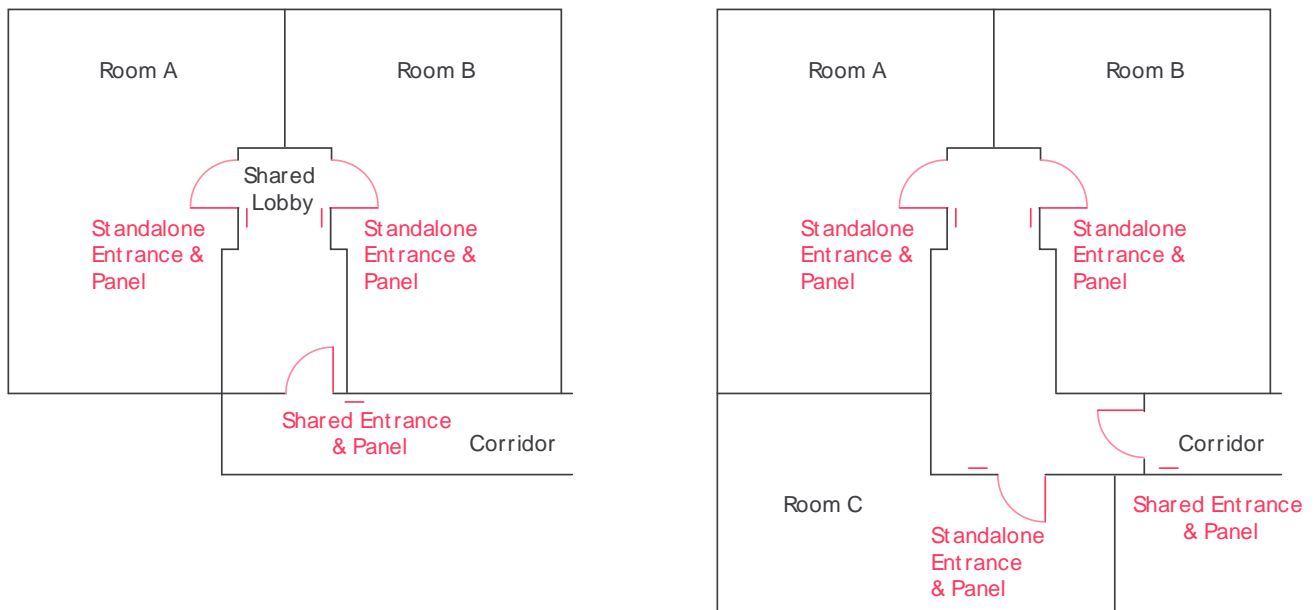 Room A
Room B
Shared
Lobby
Standalone
Entrance &
Panel
Standalone
Entrance &
Panel
Shared Entrance
& Panel
Corridor
Room A
Room B
Standalone
Entrance &
Panel
Standalone
Entrance &
Panel
Corridor
Room C
Shared Entrance
& Panel
Standalone
Entrance
& Panel